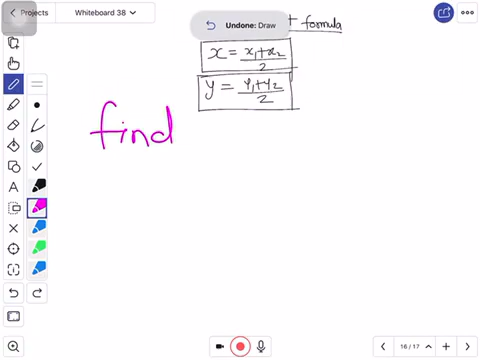 Projects Whiteboard 38
Undone: Draw
formula
x = x₁+x₂/2
y = y₁+y₂/2
find
A
16 / 17